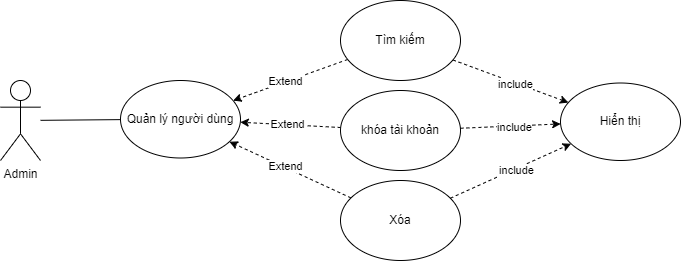 Tìm kiếm
Extend
include
Quản lý người dùng
Extend
khóa tài khoản
include
Hiển thị
Admin
Extend
include
Xóa